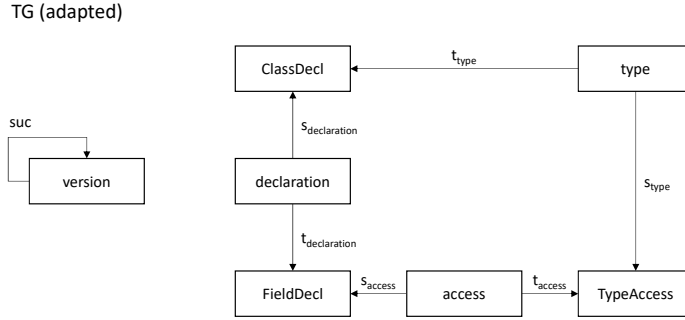 TG (adapted)
ClassDecl
t_type
type
suc
s_declaration
version
declaration
s_type
t_declaration
FieldDecl
s_access
access
t_access
TypeAccess